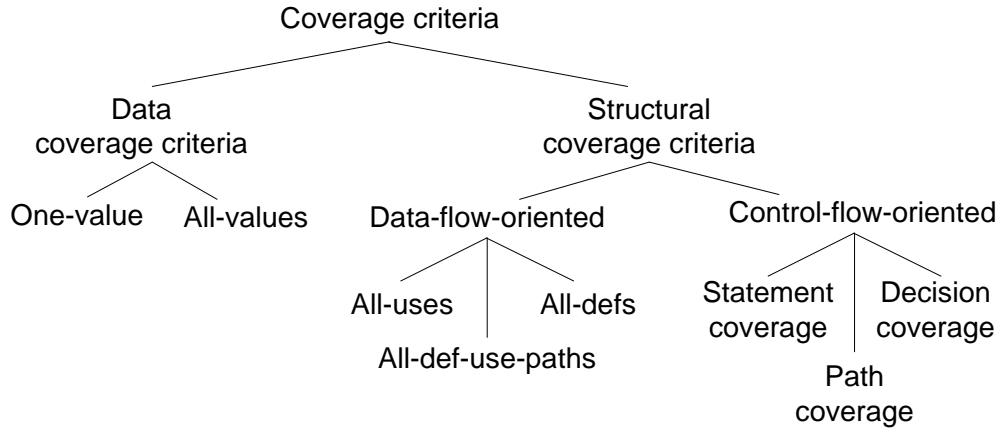 Coverage criteria
Data
coverage criteria
Structural
coverage criteria
One-value
All-values
Data-flow-oriented
Control-flow-oriented
All-uses
All-defs
All-def-use-paths
Statement
coverage
Decision
coverage
Path
coverage